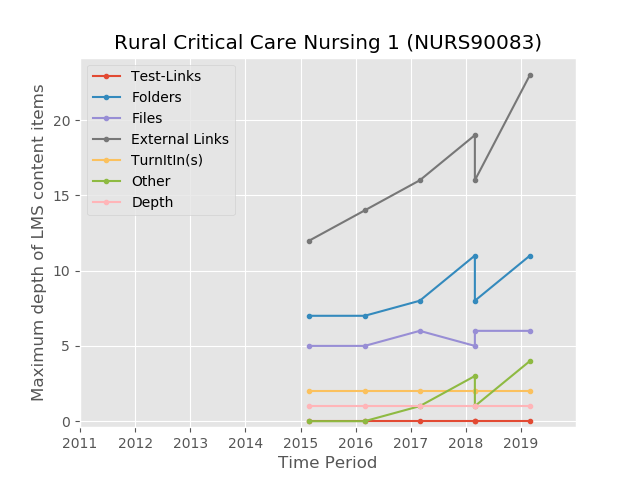 Rural Critical Care Nursing 1 (NURS90083)
Test-Links
Folders
Files
External Links
TurnItIn(s)
Other
Depth
Maximum depth of LMS content items
20
15
10
5
0
2011 2012 2013 2014 2015 2016 2017 2018 2019
Time Period